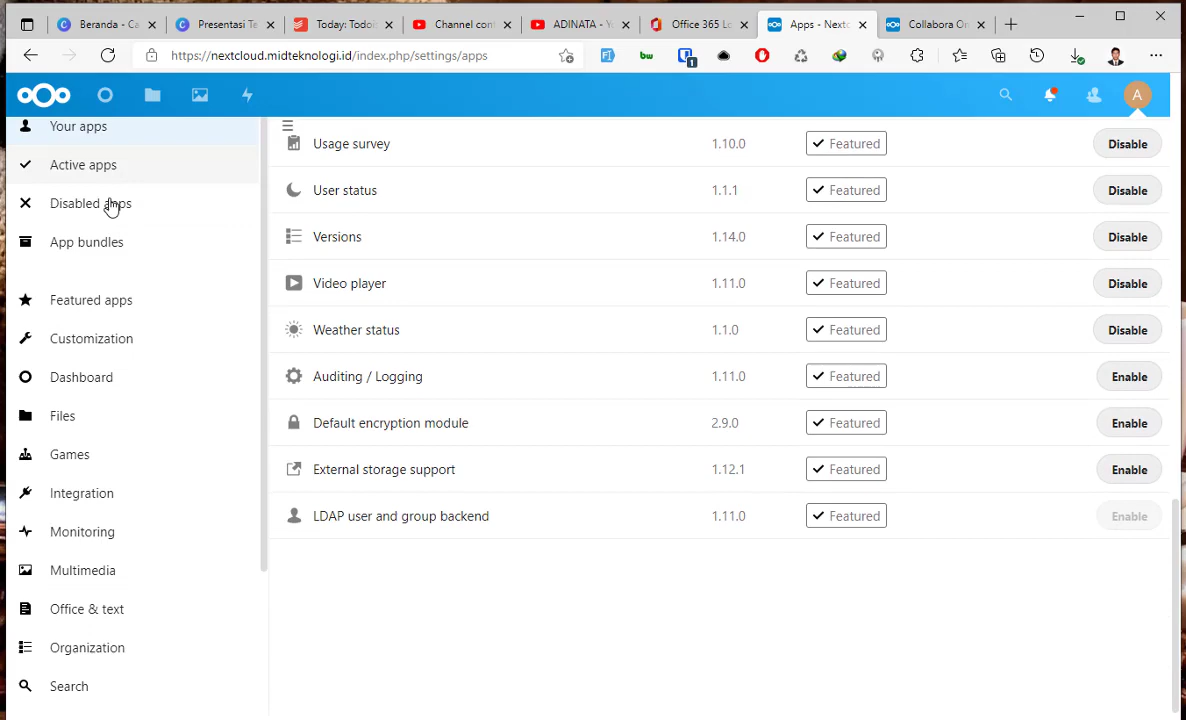 Beranda - Ca
Presentasi Te
Today: Todois
Channel cont
ADINATA - Yo
Office 365 Lo
Apps - Nextc
Collabora On
https://nextcloud.midteknologi.id/index.php/settings/apps
1
A
Your apps
Active apps
Disabled apps
App bundles
Featured apps
Customization
Dashboard
Files
Games
Integration
Monitoring
Multimedia
Office & text
Organization
Search
Usage survey 1.10.0 Featured Disable
User status 1.1.1 Featured Disable
Versions 1.14.0 Featured Disable
Video player 1.11.0 Featured Disable
Weather status 1.1.0 Featured Disable
Auditing / Logging 1.11.0 Featured Enable
Default encryption module 2.9.0 Featured Enable
External storage support 1.12.1 Featured Enable
LDAP user and group backend 1.11.0 Featured Enable